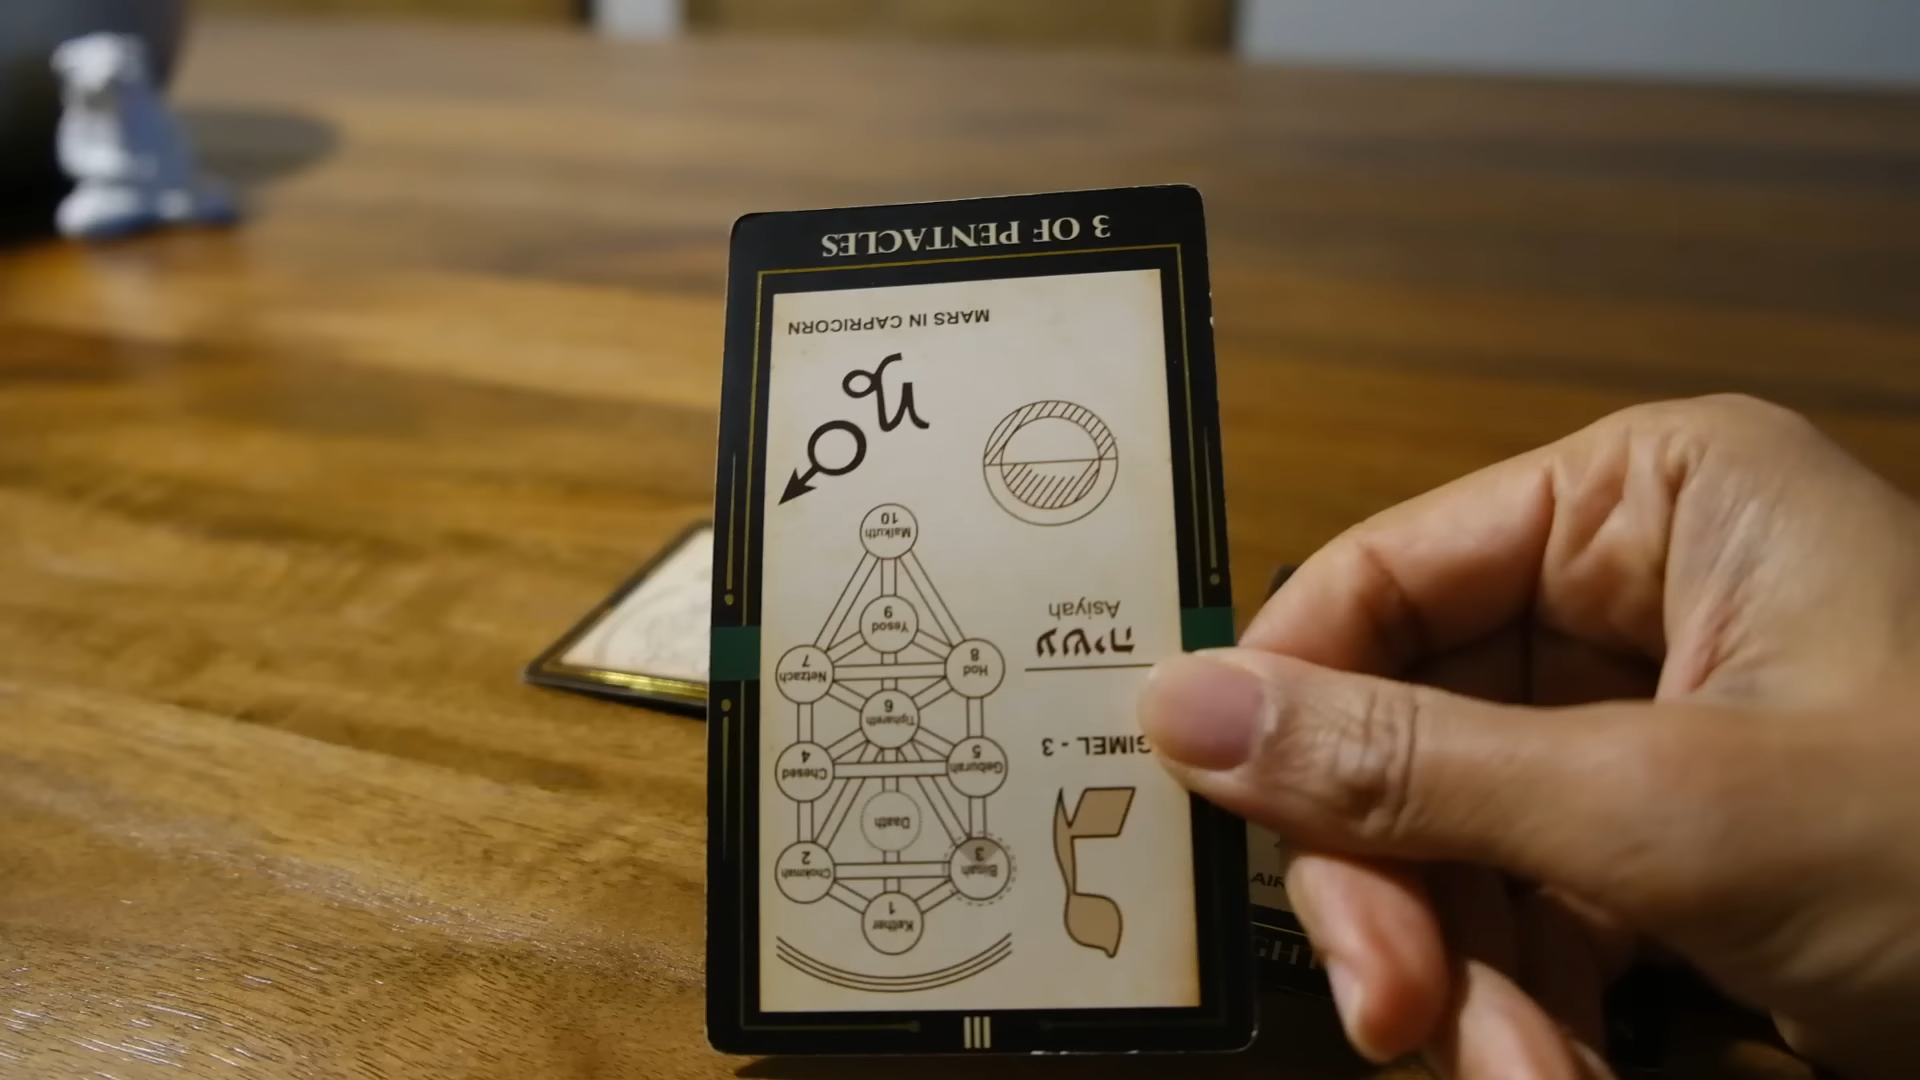 III
ג
GIMEL - 3
עשיה
Asiyah
Kether
1
Binah
3
Chokmah
2
Daath
Geburah
5
Chesed
4
Tiphareth
6
Hod
8
Netzach
7
Yesod
9
Malkuth
10
MARS IN CAPRICORN
3 OF PENTACLES
AIR